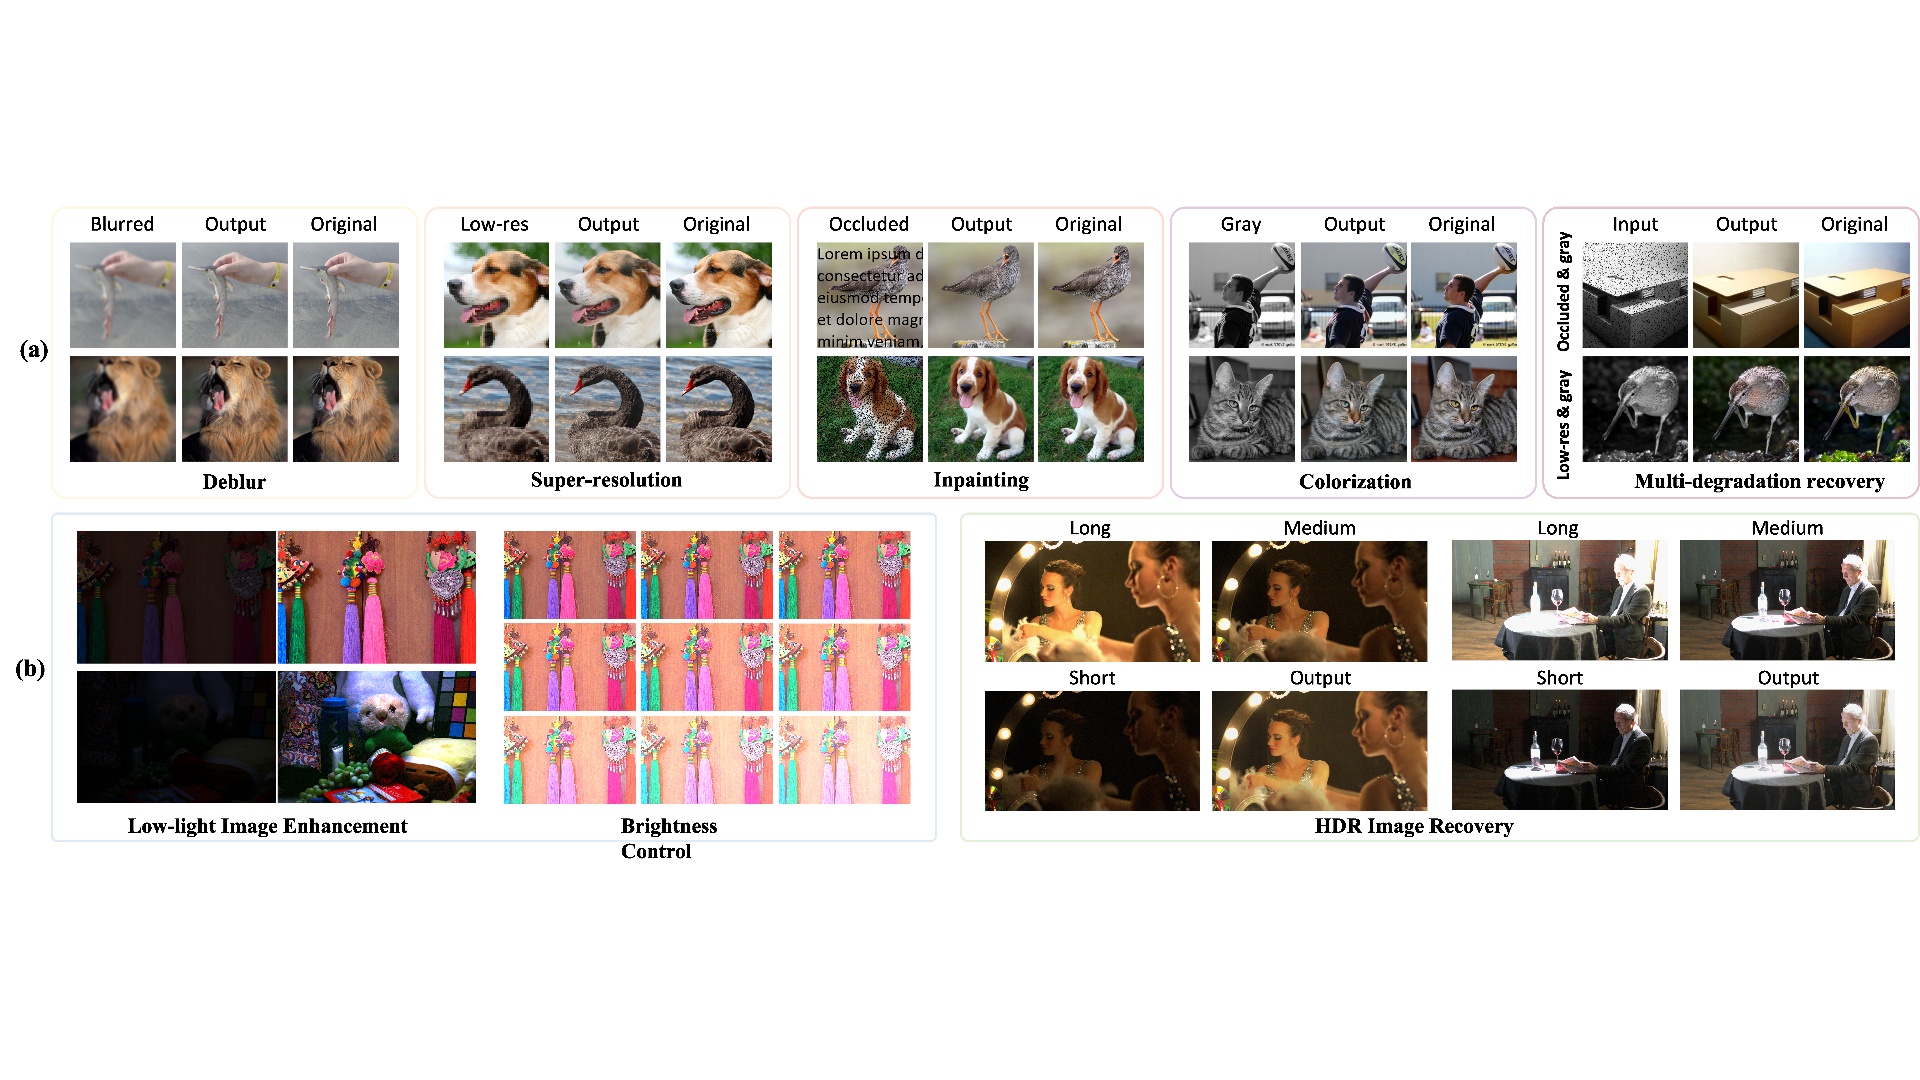 (a)
Blurred Output Original
Deblur
Low-res Output Original
Super-resolution
Occluded Output Original
Lorem ipsum d
consectetur ad
eiusmod temp
et dolore magr
minim veniam
Inpainting
Gray Output Original
Colorization
Input Output Original
Occluded & gray
Low-res & gray
Multi-degradation recovery
(b)
Low-light Image Enhancement
Brightness
Control
Long Medium Long Medium
Short Output Short Output
HDR Image Recovery